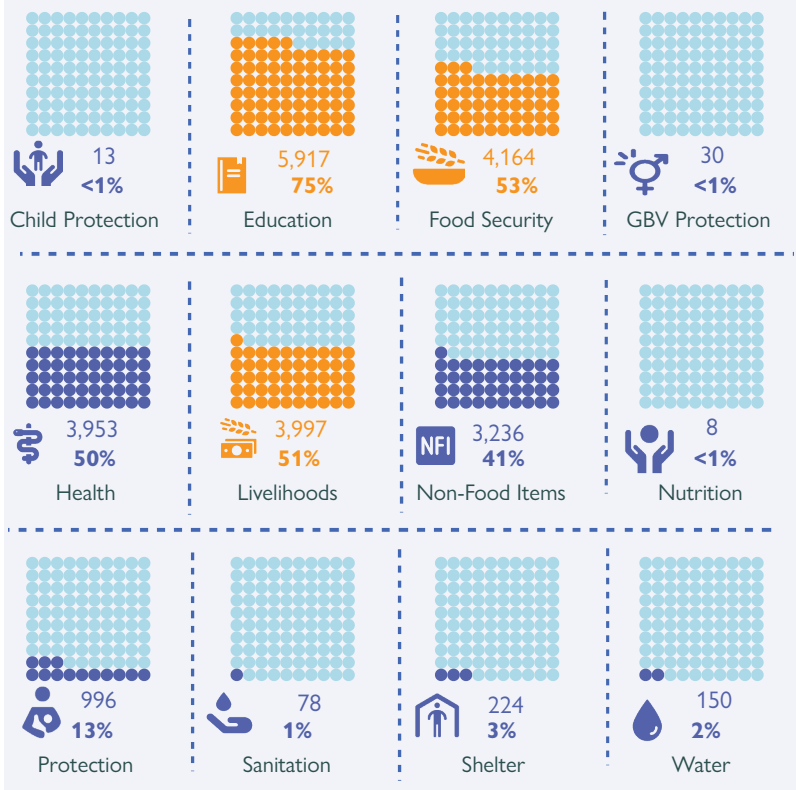 13
<1%
Child Protection
5,917
75%
Education
4,164
53%
Food Security
30
<1%
GBV Protection
3,953
50%
Health
3,997
51%
Livelihoods
NFI
3,236
41%
Non-Food Items
8
<1%
Nutrition
996
13%
Protection
78
1%
Sanitation
224
3%
Shelter
150
2%
Water